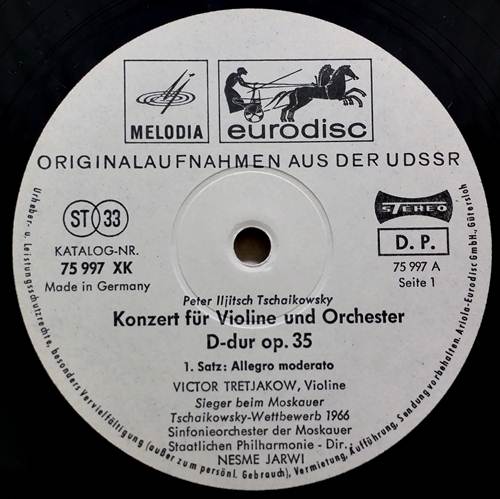 MELODIA
eurodisc
ORIGINALAUFNAHMEN AUS DER UDSSR
ST 33
KATALOG-NR.
75 997 XK
Made in Germany
STEREO
D. P.
75 997 A
Seite 1
Peter Iljitsch Tschaikowsky
Konzert für Violine und Orchester
D-dur op. 35
1. Satz: Allegro moderato
VICTOR TRETJAKOW, Violine
Sieger beim Moskauer
Tschaikowsky-Wettbewerb 1966
Sinfonieorchester der Moskauer
Staatlichen Philharmonie - Dir.:
NESME JARWI
Urheber- u. Leistungsschutzrechte, besonders Vervielfältigung (außer zum persönl. Gebrauch), Vermietung, Aufführung, Sendung vorbehalten. Ariola-Eurodisc GmbH., Gütersloh